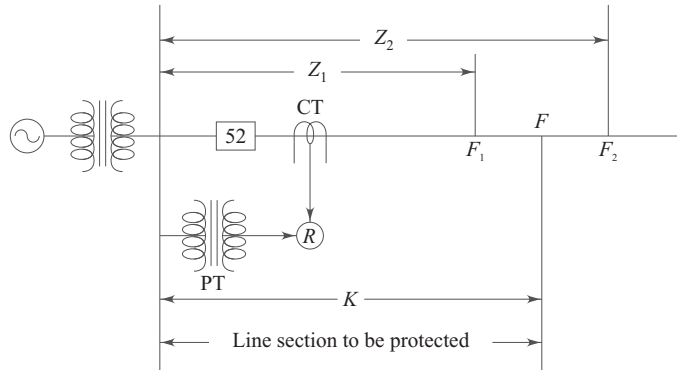 Z2
Z1
CT
F
52
F1
F2
R
PT
K
Line section to be protected